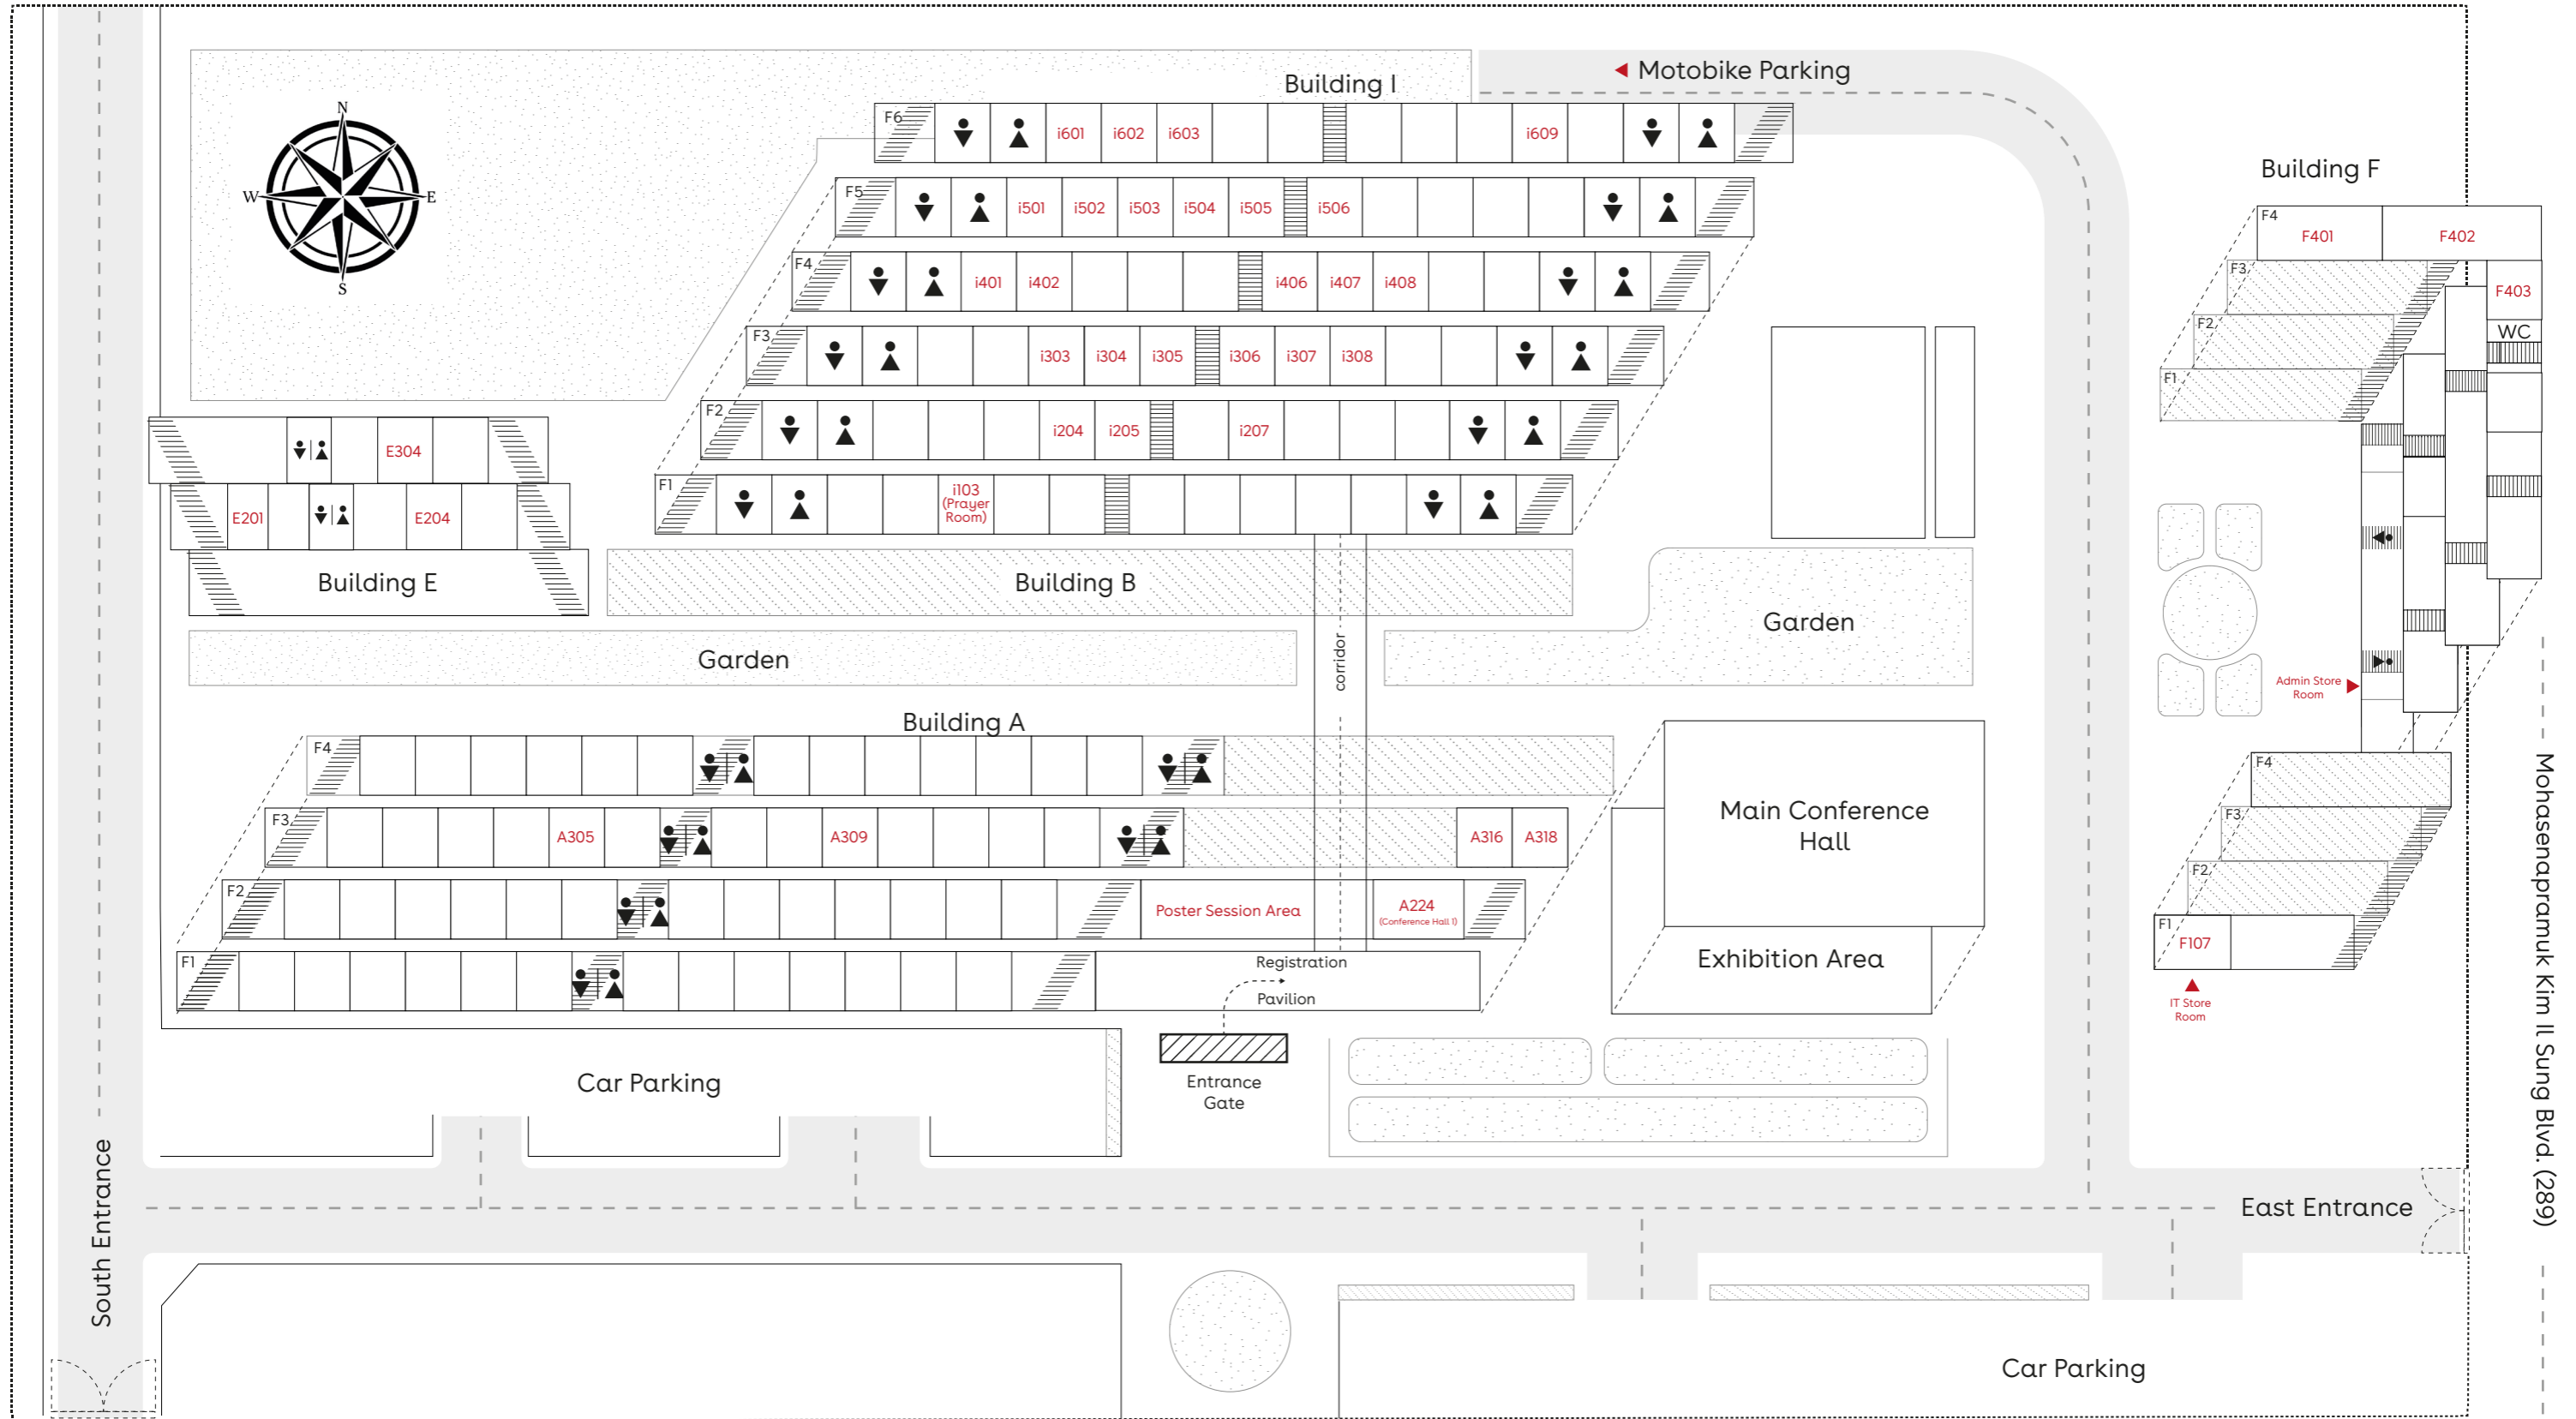 Motobike Parking
Building I
N
W
E
S
F6
i601
i602
i603
i609
F5
i501
i502
i503
i504
i505
i506
F4
i401
i402
i406
i407
i408
F3
i303
i304
i305
i306
i307
i308
F2
i204
i205
i207
F1
i103
(Prayer
Room)
Building F
F4
F401
F402
F3
F403
F2
WC
F1
E304
E201
E204
Building E
Building B
Garden
Garden
corridor
Admin Store
Room
Building A
F4
F3
A305
A309
A316
A318
F2
Poster Session Area
A224
(Conference Hall 1)
F1
Registration
Pavilion
Main Conference
Hall
Exhibition Area
F4
F3
F2
F1
F107
IT Store
Room
Entrance
Gate
Car Parking
South Entrance
East Entrance
Mohasenapramuk Kim Il Sung Blvd. (289)
Car Parking